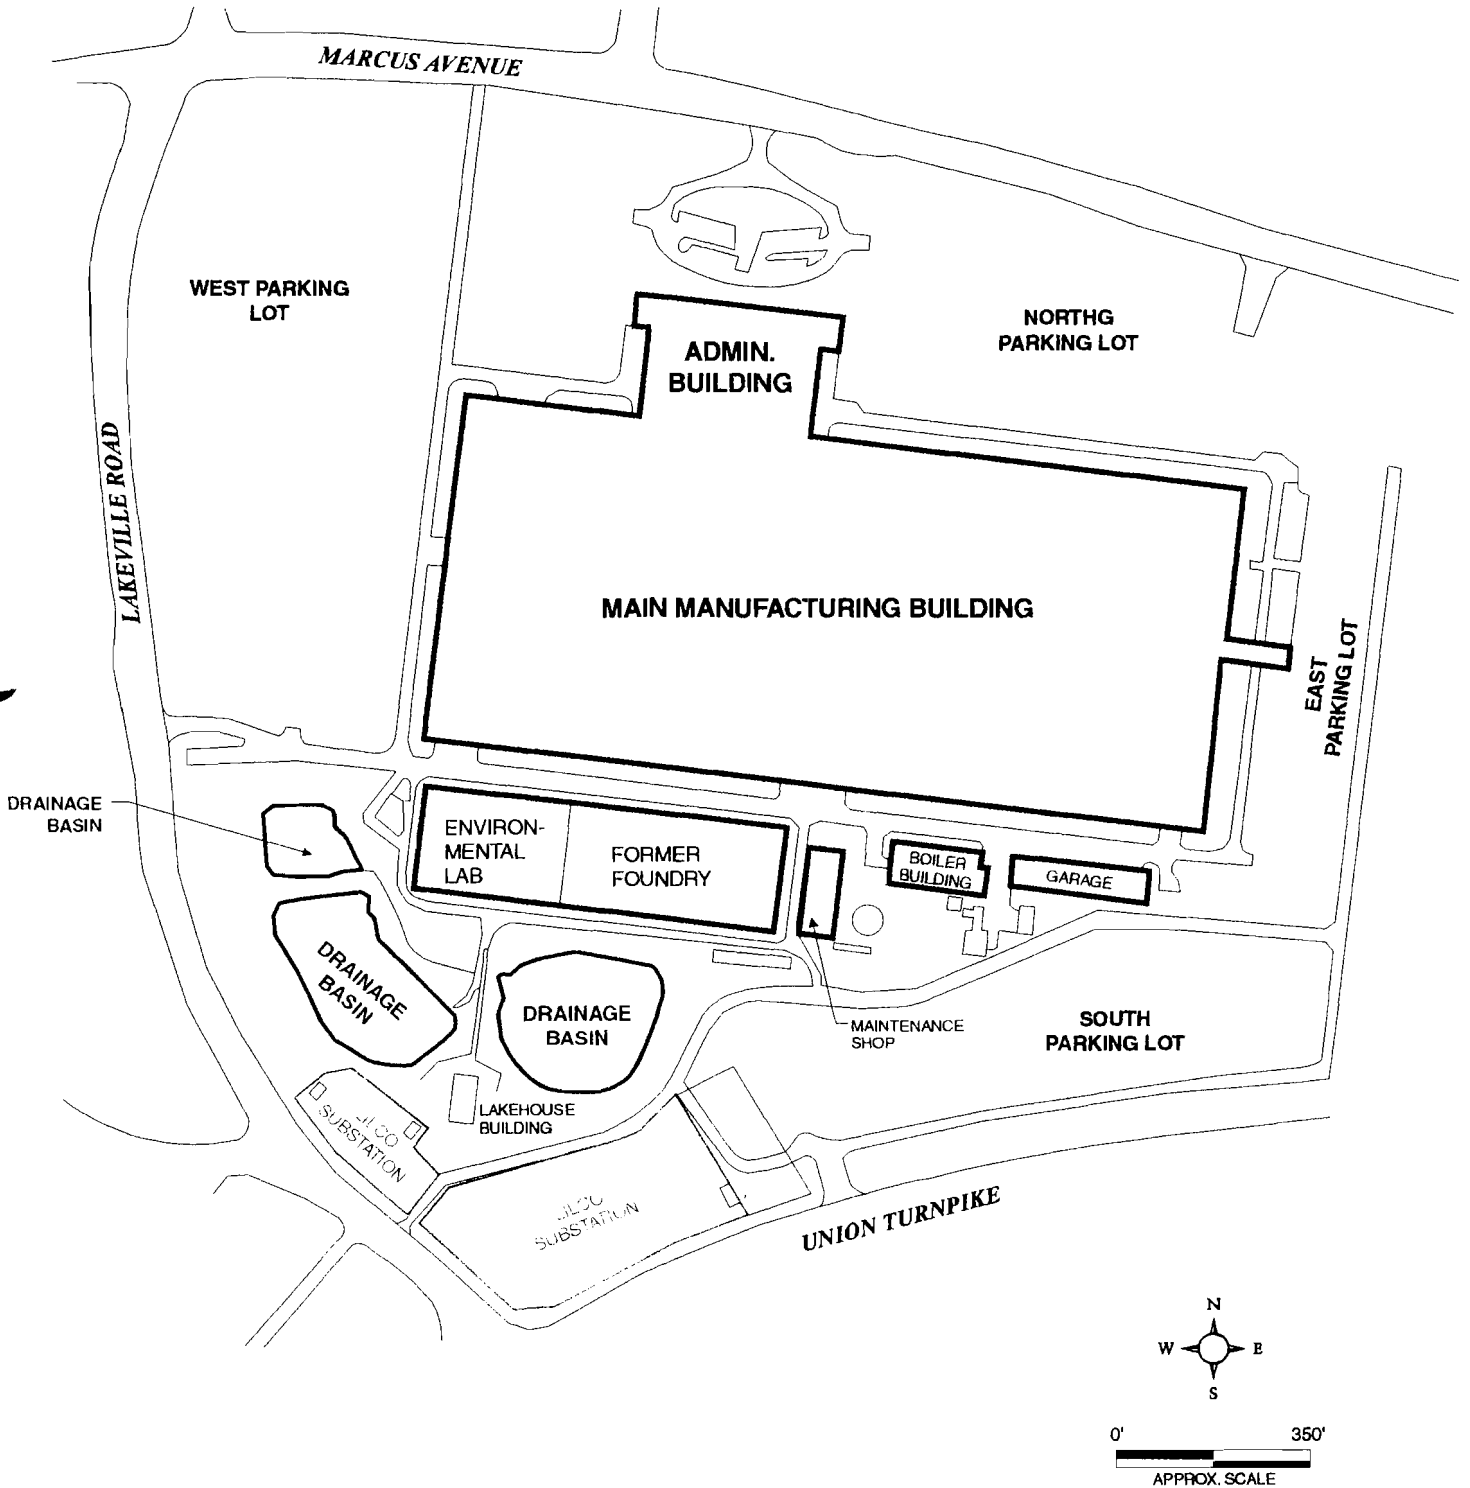 MARCUS AVENUE
WEST PARKING
LOT
NORTHG
PARKING LOT
ADMIN.
BUILDING
LAKEVILLE ROAD
MAIN MANUFACTURING BUILDING
EAST
PARKING LOT
DRAINAGE
BASIN
ENVIRON-
MENTAL
LAB
FORMER
FOUNDRY
BOILER
BUILDING
GARAGE
DRAINAGE
BASIN
DRAINAGE
BASIN
MAINTENANCE
SHOP
SOUTH
PARKING LOT
LAKEHOUSE
BUILDING
SUBSTATION
SUBSTATION
UNION TURNPIKE
N
W E
S
0' 350'
APPROX. SCALE